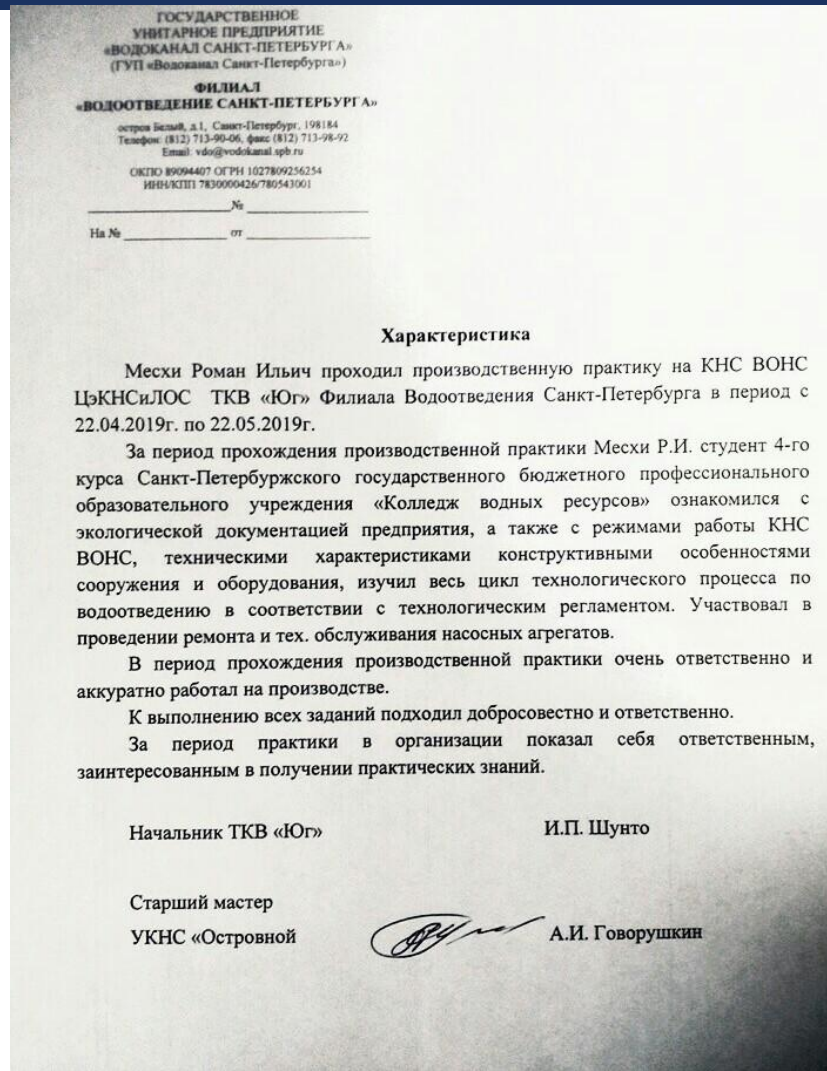 ГОСУДАРСТВЕННОЕ
УНИТАРНОЕ ПРЕДПРИЯТИЕ
«ВОДОКАНАЛ САНКТ-ПЕТЕРБУРГА»
(ГУП «Водоканал Санкт-Петербурга»)
ФИЛИАЛ
«ВОДООТВЕДЕНИЕ САНКТ-ПЕТЕРБУРГА»
остров Белый, д.1, Санкт-Петербург, 198184
Телефон: (812) 713-90-06, факс (812) 713-98-92
Email: vdo@vodokanal.spb.ru
ОКПО 89094407 ОГРН 1027809256254
ИНН/КПП 7830000426/780543001
№
На № от
Характеристика
Месхи Роман Ильич проходил производственную практику на КНС ВОНС
ЦэКНСиЛОС ТКВ «Юг» Филиала Водоотведения Санкт-Петербурга в период с
22.04.2019г. по 22.05.2019г.
За период прохождения производственной практики Месхи Р.И. студент 4-го
курса Санкт-Петербуржского государственного бюджетного профессионального
образовательного учреждения «Колледж водных ресурсов» ознакомился с
экологической документацией предприятия, а также с режимами работы КНС
ВОНС, техническими характеристиками конструктивными особенностями
сооружения и оборудования, изучил весь цикл технологического процесса по
водоотведению в соответствии с технологическим регламентом. Участвовал в
проведении ремонта и тех. обслуживания насосных агрегатов.
В период прохождения производственной практики очень ответственно и
аккуратно работал на производстве.
К выполнению всех заданий подходил добросовестно и ответственно.
За период практики в организации показал себя ответственным,
заинтересованным в получении практических знаний.
Начальник ТКВ «Юг» И.П. Шунто
Старший мастер
УКНС «Островной А.И. Говорушкин